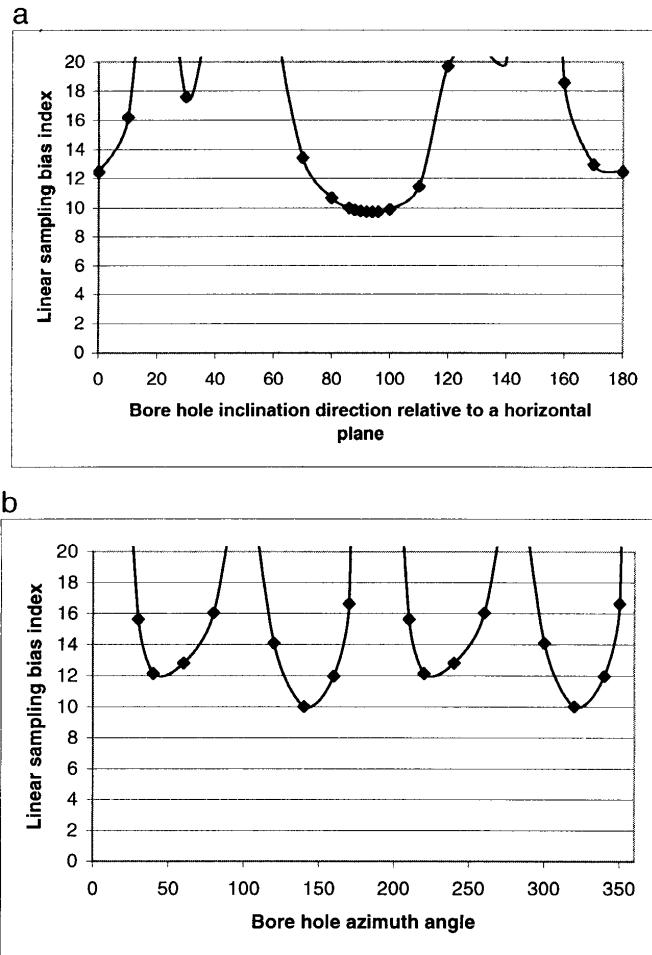 a
20
18
16
14
12
10
8
6
4
2
0
Linear sampling bias index
0 20 40 60 80 100 120 140 160 180
Bore hole inclination direction relative to a horizontal
plane
b
20
18
16
14
12
10
8
6
4
2
0
Linear sampling bias index
0 50 100 150 200 250 300 350
Bore hole azimuth angle